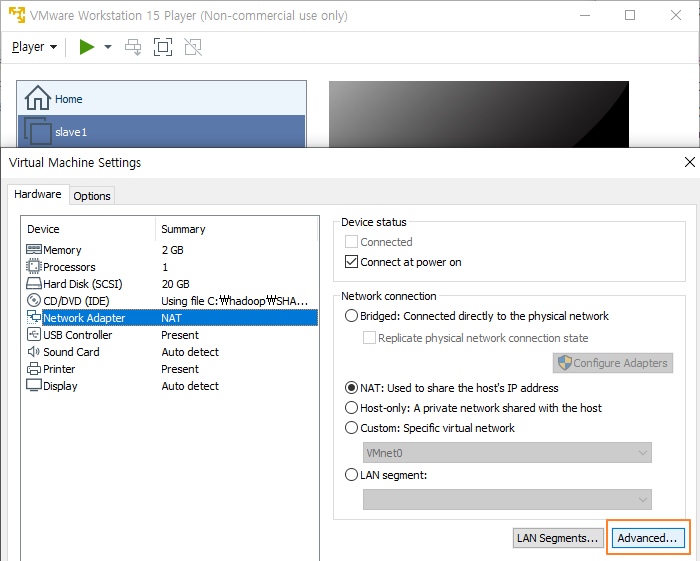 VMware Workstation 15 Player (Non-commercial use only)
Player
Home
slave1
Virtual Machine Settings
Hardware Options
Device Summary
Memory 2 GB
Processors 1
Hard Disk (SCSI) 20 GB
CD/DVD (IDE) Using file C:₩hadoop₩SHA...
Network Adapter NAT
USB Controller Present
Sound Card Auto detect
Printer Present
Display Auto detect
Device status
Connected
Connect at power on
Network connection
Bridged: Connected directly to the physical network
Replicate physical network connection state
Configure Adapters
NAT: Used to share the host's IP address
Host-only: A private network shared with the host
Custom: Specific virtual network
VMnet0
LAN segment:
LAN Segments... Advanced...